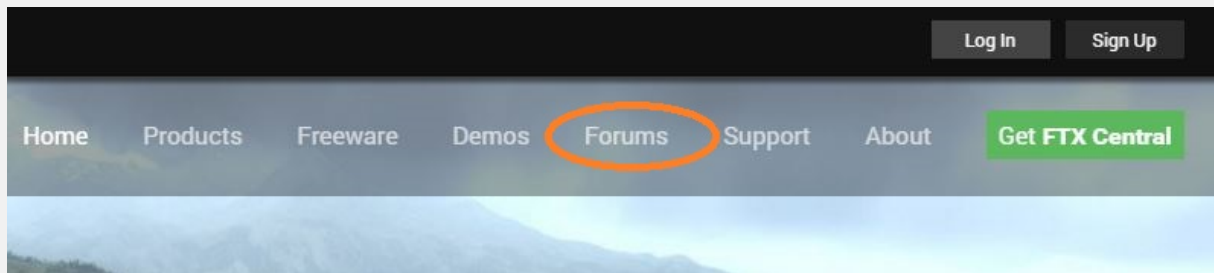 Log In Sign Up
Home Products Freeware Demos Forums Support About Get FTX Central